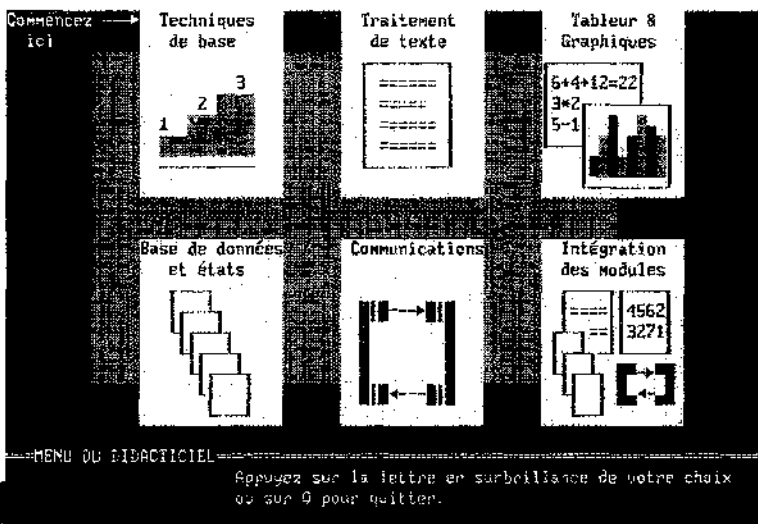 Commencez
ici
Techniques
de base
1
2
3
Traitement
de texte
Tableur &
Graphiques
6+4+12=22
3*2
5-1
Base de données
et états
Communications
Intégration
des modules
4562
3271
MENU DU DIDACTICIEL
Appuyez sur la lettre en surbrillance de votre choix
ou sur Q pour quitter.